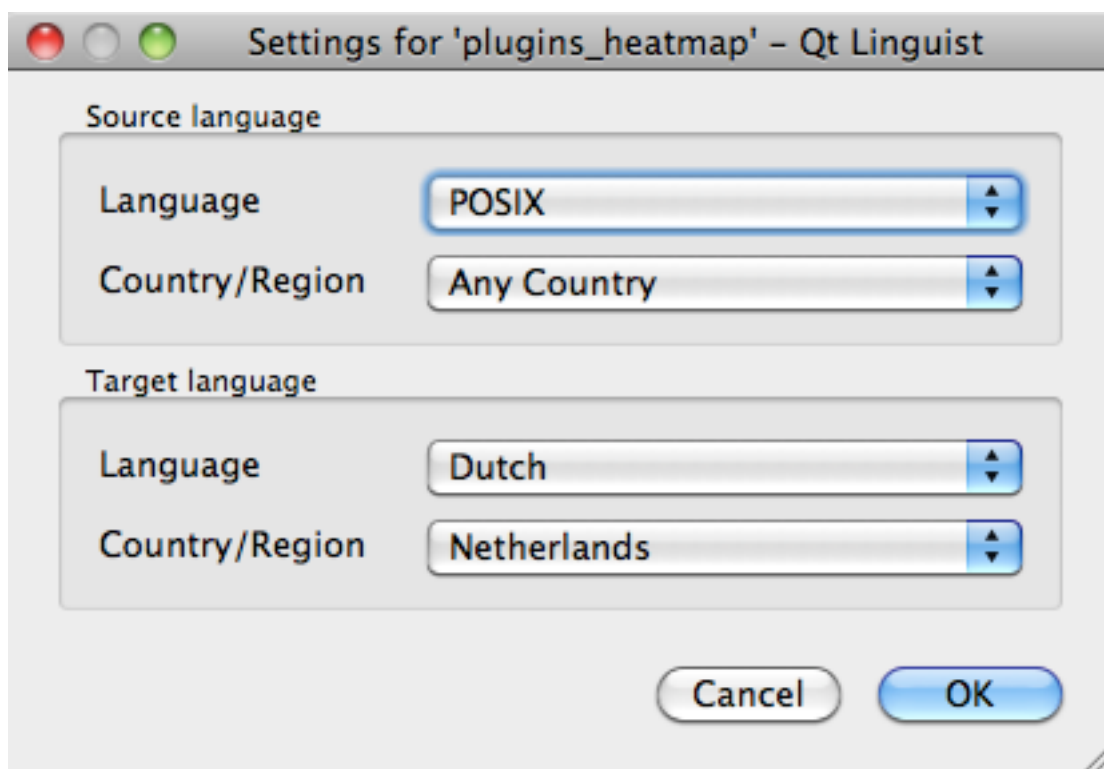 Settings for 'plugins_heatmap' – Qt Linguist
Source language
Language POSIX
Country/Region Any Country
Target language
Language Dutch
Country/Region Netherlands
Cancel OK